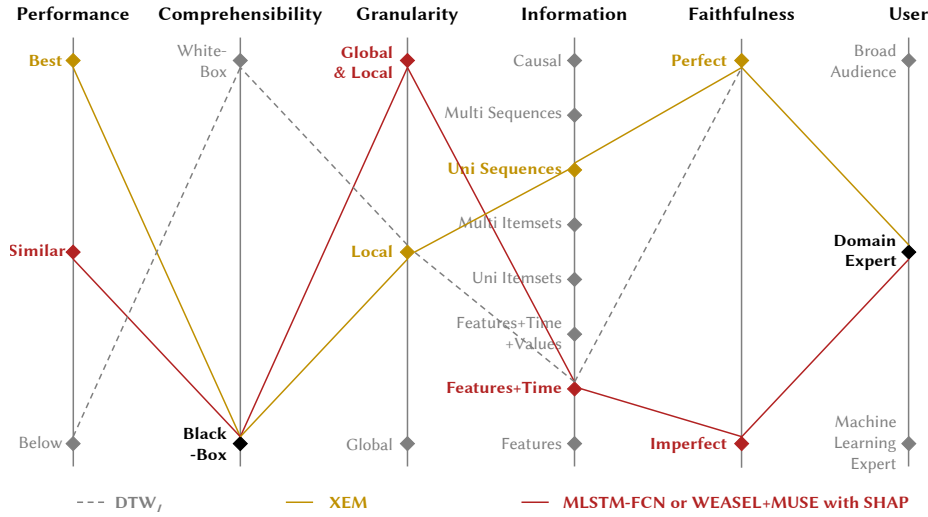 Performance
Comprehensibility
Granularity
Information
Faithfulness
User
Best
White-
Box
Global
& Local
Causal
Perfect
Broad
Audience
Multi Sequences
Uni Sequences
Multi Itemsets
Similar
Local
Domain
Expert
Uni Itemsets
Features+Time
+Values
Features+Time
Below
Black
-Box
Global
Features
Imperfect
Machine
Learning
Expert
DTWI
XEM
MLSTM-FCN or WEASEL+MUSE with SHAP